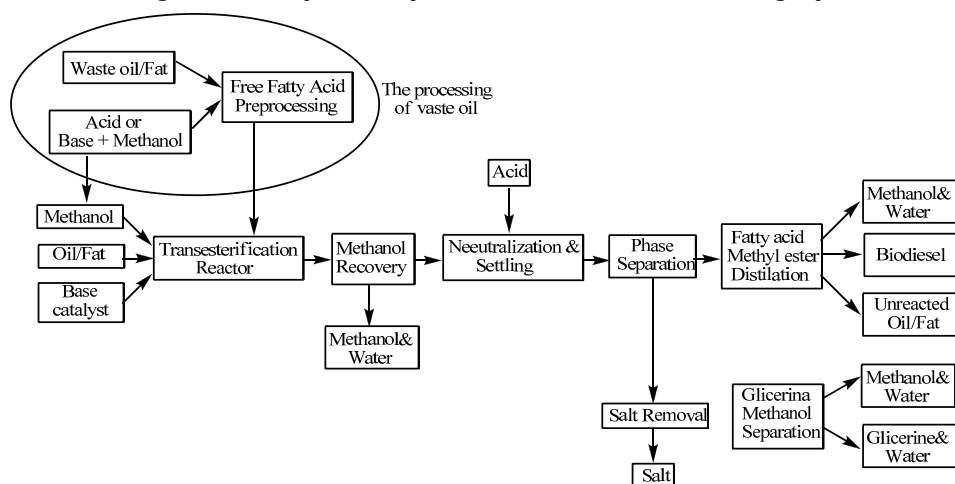 Waste oil/Fat
Free Fatty Acid
Preprocessing
The processing
of waste oil
Acid or
Base + Methanol
Acid
Methanol
Oil/Fat
Base
catalyst
Transesterification
Reactor
Methanol
Recovery
Methanol&
Water
Neeutralization &
Settling
Phase
Separation
Fatty acid
Methyl ester
Distilation
Methanol&
Water
Biodiesel
Unreacted
Oil/Fat
Salt Removal
Salt
Glicerina
Methanol
Separation
Methanol&
Water
Glicerine&
Water